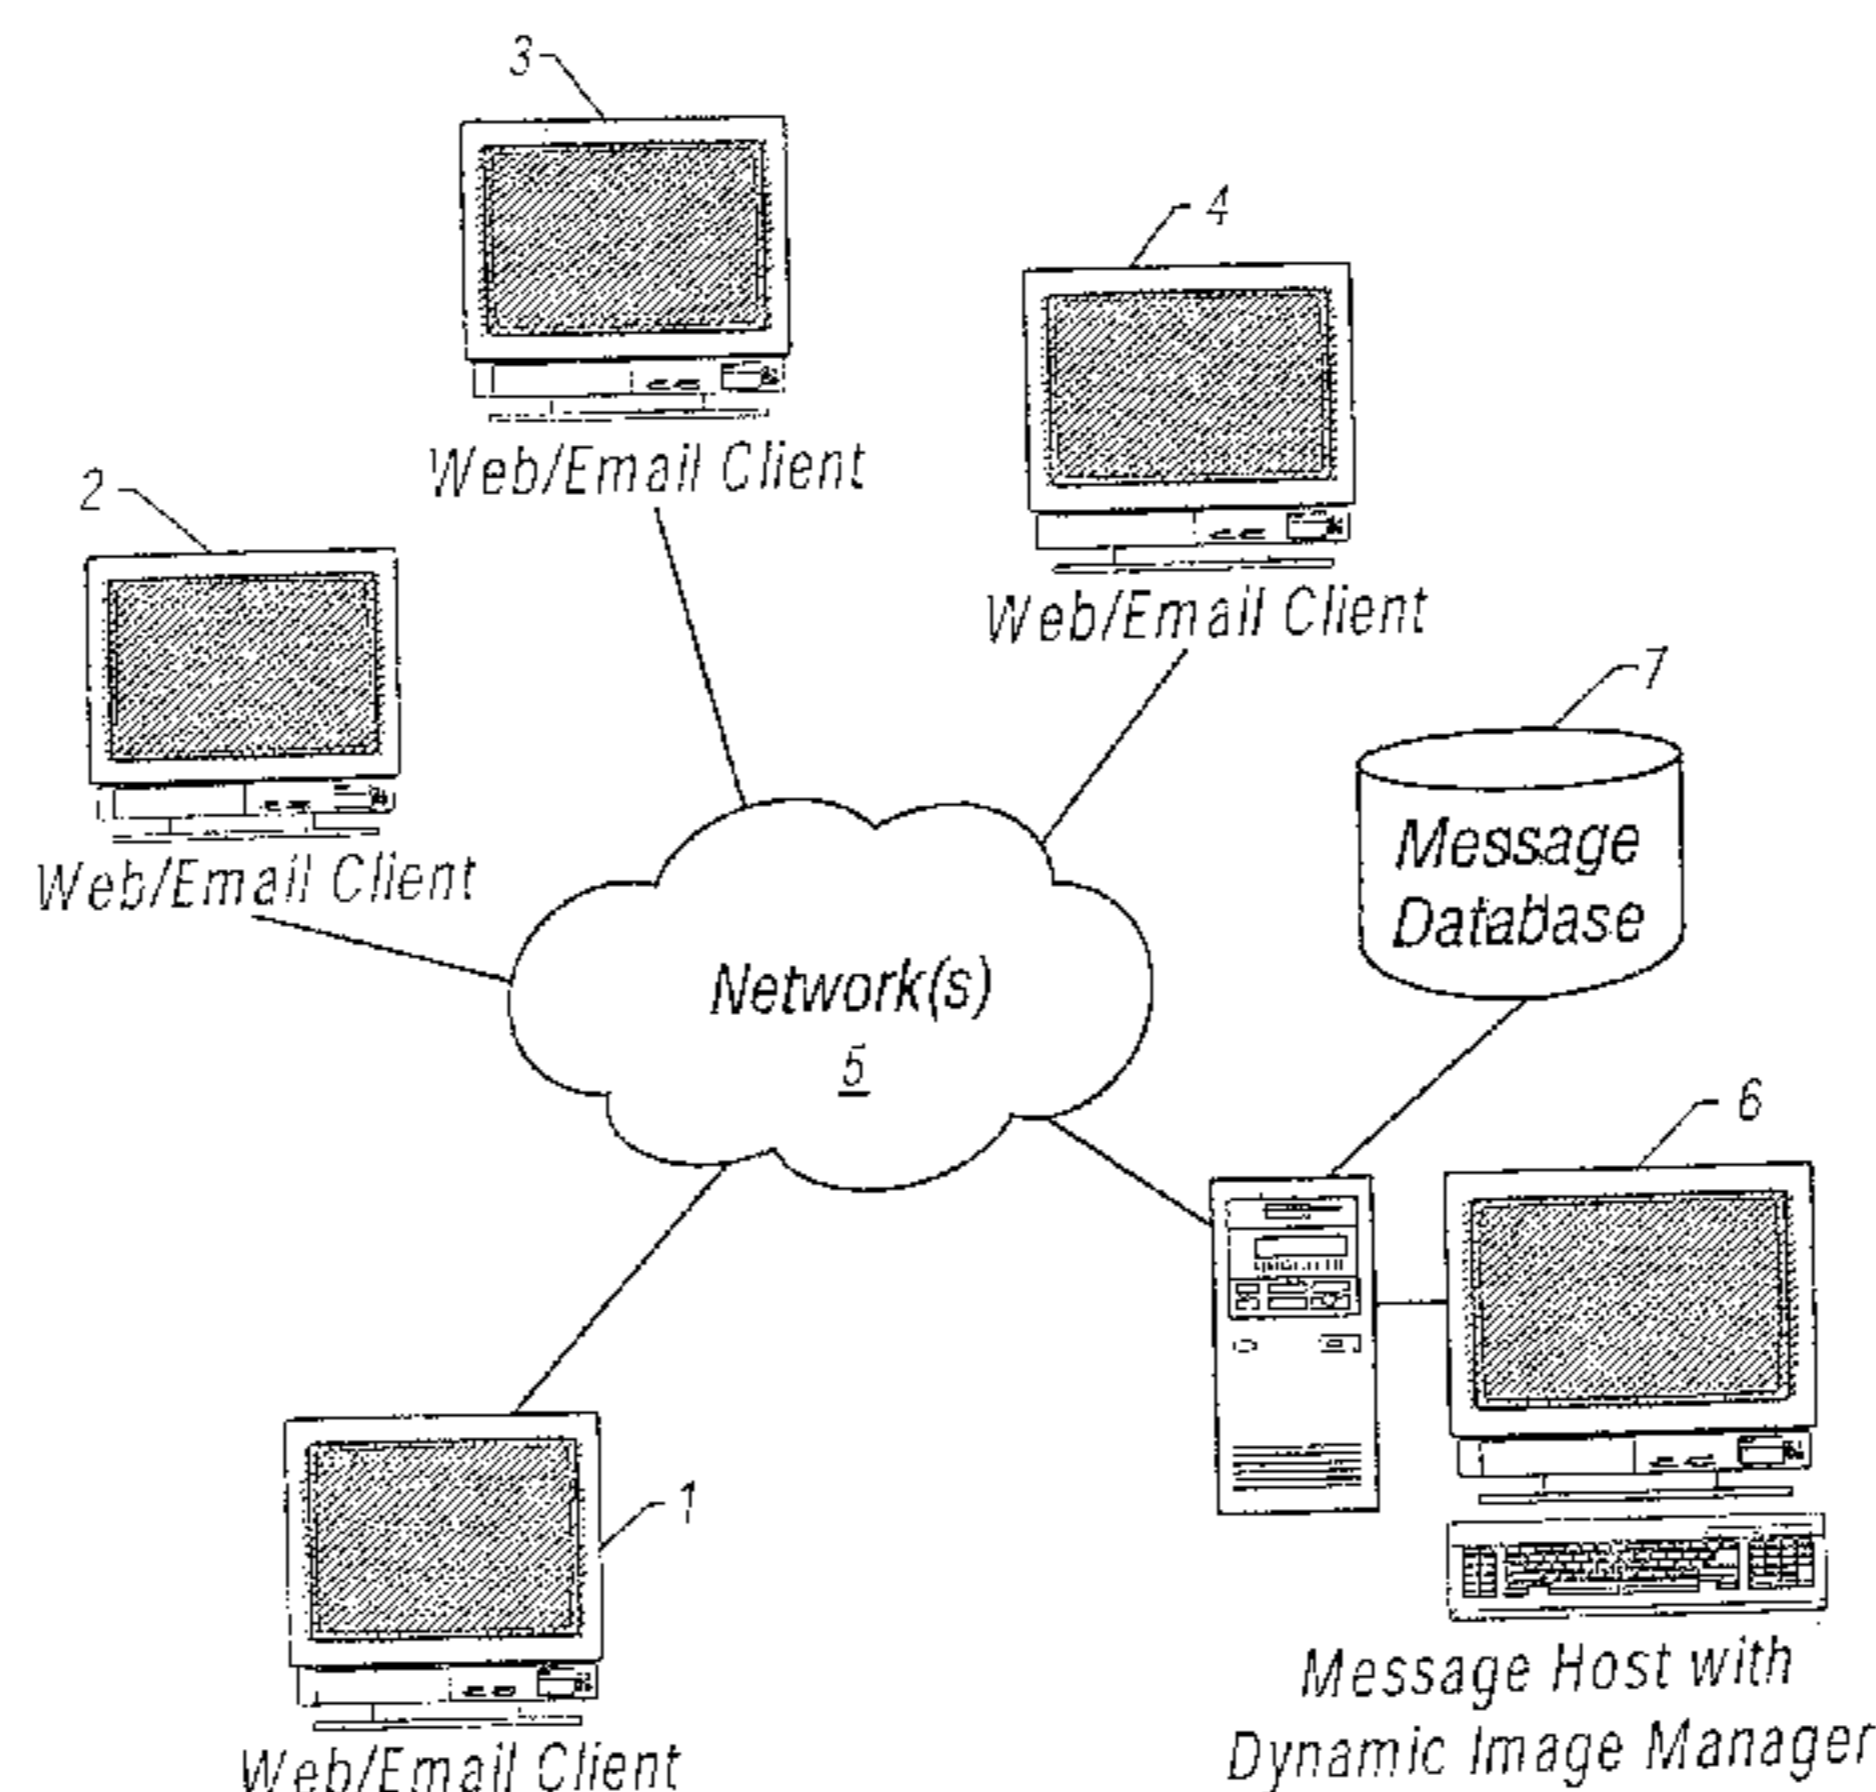 3
Web/Email Client
4
Web/Email Client
2
Web/Email Client
7
Message
Database
Network(s)
5
6
Message Host with
Dynamic Image Manager
1
Web/Email Client